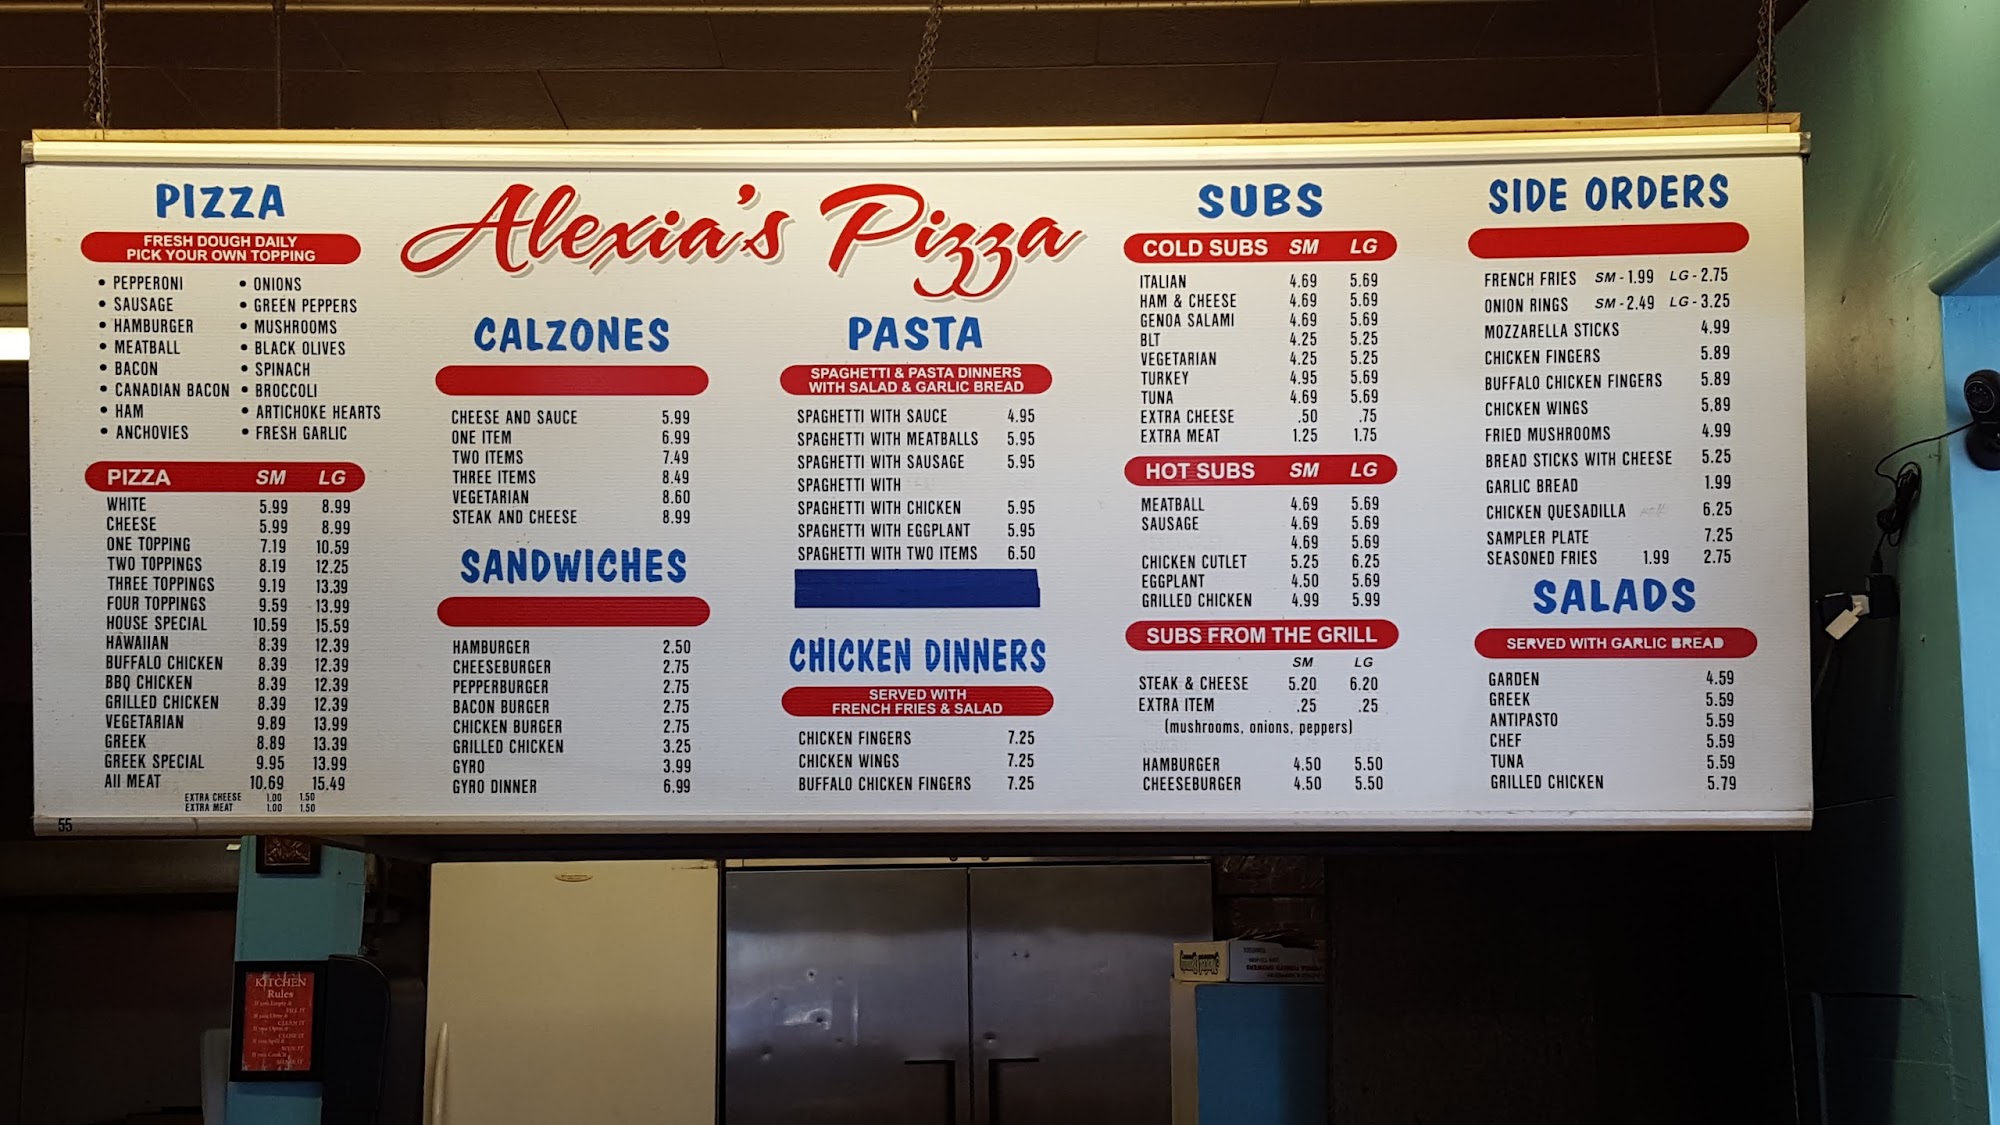 Alexia's Pizza
PIZZA
FRESH DOUGH DAILY
PICK YOUR OWN TOPPING
• PEPPERONI
• SAUSAGE
• HAMBURGER
• MEATBALL
• BACON
• CANADIAN BACON
• HAM
• ANCHOVIES
• ONIONS
• GREEN PEPPERS
• MUSHROOMS
• BLACK OLIVES
• SPINACH
• BROCCOLI
• ARTICHOKE HEARTS
• FRESH GARLIC
PIZZA SM LG
WHITE 5.99 8.99
CHEESE 5.99 8.99
ONE TOPPING 7.19 10.59
TWO TOPPINGS 8.19 12.25
THREE TOPPINGS 9.19 13.39
FOUR TOPPINGS 9.59 13.99
HOUSE SPECIAL 10.59 15.59
HAWAIIAN 8.39 12.39
BUFFALO CHICKEN 8.39 12.39
BBQ CHICKEN 8.39 12.39
GRILLED CHICKEN 8.39 12.39
VEGETARIAN 9.89 13.99
GREEK 8.89 13.39
GREEK SPECIAL 9.95 13.99
All MEAT 10.69 15.49
EXTRA CHEESE 1.00 1.50
EXTRA MEAT 1.00 1.50
55
CALZONES
CHEESE AND SAUCE 5.99
ONE ITEM 6.99
TWO ITEMS 7.49
THREE ITEMS 8.49
VEGETARIAN 8.60
STEAK AND CHEESE 8.99
SANDWICHES
HAMBURGER 2.50
CHEESEBURGER 2.75
PEPPERBURGER 2.75
BACON BURGER 2.75
CHICKEN BURGER 2.75
GRILLED CHICKEN 3.25
GYRO 3.99
GYRO DINNER 6.99
PASTA
SPAGHETTI & PASTA DINNERS
WITH SALAD & GARLIC BREAD
SPAGHETTI WITH SAUCE 4.95
SPAGHETTI WITH MEATBALLS 5.95
SPAGHETTI WITH SAUSAGE 5.95
SPAGHETTI WITH
SPAGHETTI WITH CHICKEN 5.95
SPAGHETTI WITH EGGPLANT 5.95
SPAGHETTI WITH TWO ITEMS 6.50
CHICKEN DINNERS
SERVED WITH
FRENCH FRIES & SALAD
CHICKEN FINGERS 7.25
CHICKEN WINGS 7.25
BUFFALO CHICKEN FINGERS 7.25
SUBS
COLD SUBS SM LG
ITALIAN 4.69 5.69
HAM & CHEESE 4.69 5.69
GENOA SALAMI 4.69 5.69
BLT 4.25 5.25
VEGETARIAN 4.25 5.25
TURKEY 4.95 5.69
TUNA 4.69 5.69
EXTRA CHEESE .50 .75
EXTRA MEAT 1.25 1.75
HOT SUBS SM LG
MEATBALL 4.69 5.69
SAUSAGE 4.69 5.69
4.69 5.69
CHICKEN CUTLET 5.25 6.25
EGGPLANT 4.50 5.69
GRILLED CHICKEN 4.99 5.99
SUBS FROM THE GRILL
SM LG
STEAK & CHEESE 5.20 6.20
EXTRA ITEM .25 .25
(mushrooms, onions, peppers)
HAMBURGER 4.50 5.50
CHEESEBURGER 4.50 5.50
SIDE ORDERS
FRENCH FRIES SM - 1.99 LG - 2.75
ONION RINGS SM - 2.49 LG - 3.25
MOZZARELLA STICKS 4.99
CHICKEN FINGERS 5.89
BUFFALO CHICKEN FINGERS 5.89
CHICKEN WINGS 5.89
FRIED MUSHROOMS 4.99
BREAD STICKS WITH CHEESE 5.25
GARLIC BREAD 1.99
CHICKEN QUESADILLA 6.25
SAMPLER PLATE 7.25
SEASONED FRIES 1.99 2.75
SALADS
SERVED WITH GARLIC BREAD
GARDEN 4.59
GREEK 5.59
ANTIPASTO 5.59
CHEF 5.59
TUNA 5.59
GRILLED CHICKEN 5.79
KITCHEN
Rules